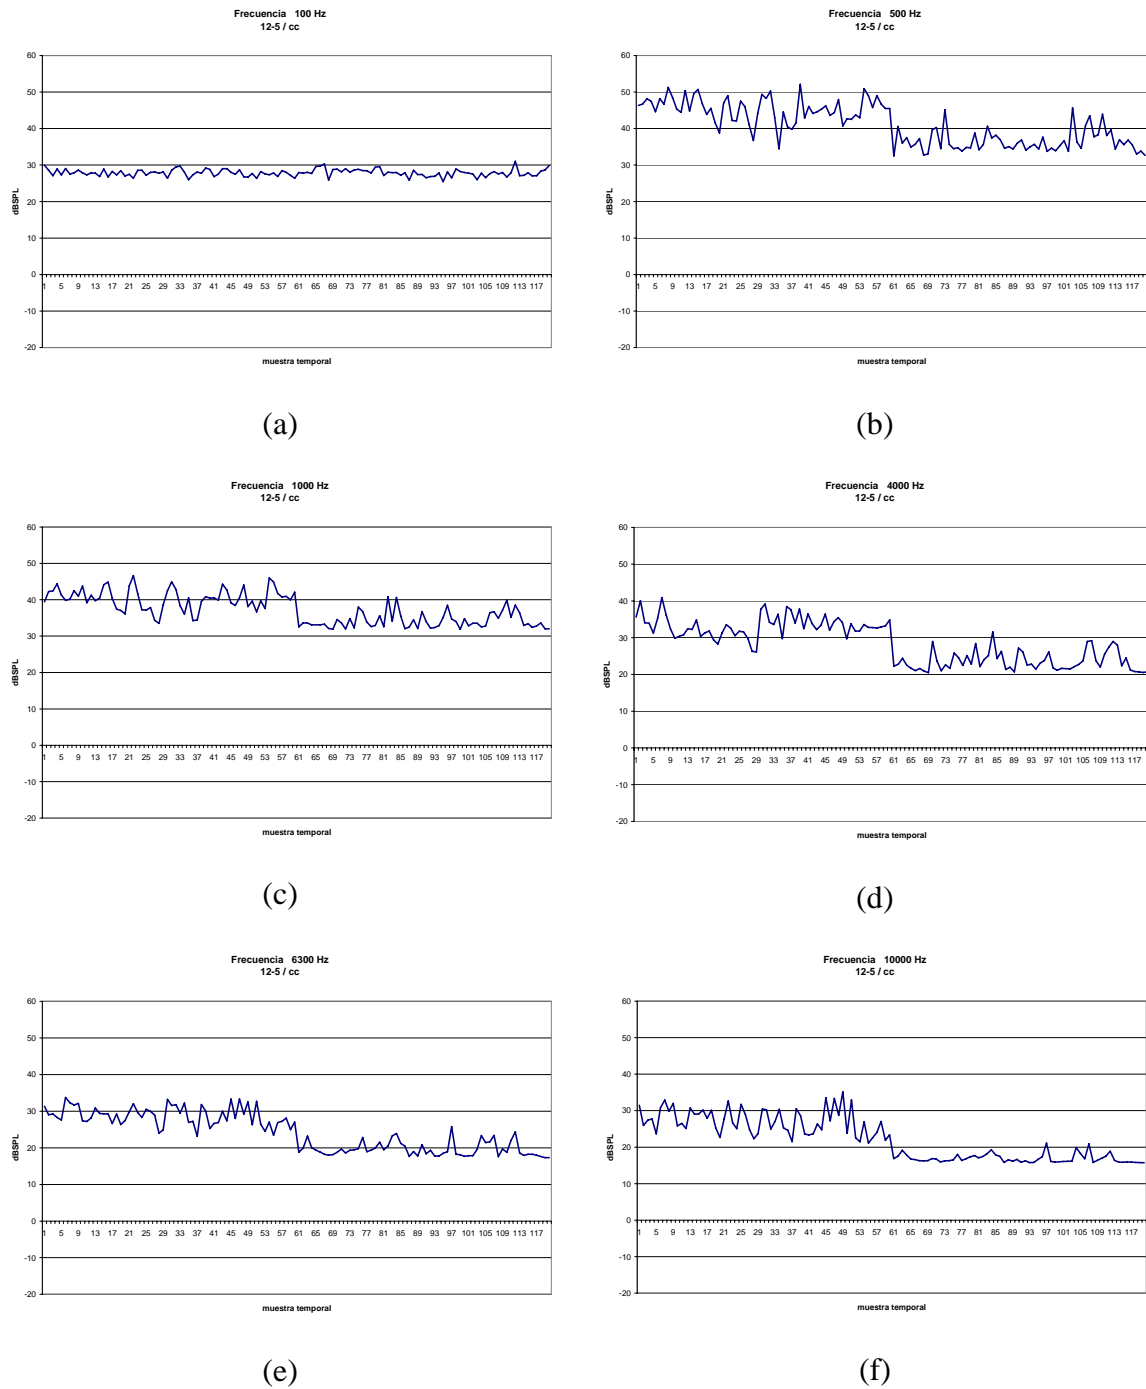 Frecuencia 100 Hz
12-5 / cc
60
50
40
30
20
10
0
-10
-20
dBSPL
1 5 9 13 17 21 25 29 33 37 41 45 49 53 57 61 65 69 73 77 81 85 89 93 97 101 105 109 113 117
muestra temporal
(a)
Frecuencia 500 Hz
12-5 / cc
60
50
40
30
20
10
0
-10
-20
dBSPL
1 5 9 13 17 21 25 29 33 37 41 45 49 53 57 61 65 69 73 77 81 85 89 93 97 101 105 109 113 117
muestra temporal
(b)
Frecuencia 1000 Hz
12-5 / cc
60
50
40
30
20
10
0
-10
-20
dBSPL
1 5 9 13 17 21 25 29 33 37 41 45 49 53 57 61 65 69 73 77 81 85 89 93 97 101 105 109 113 117
muestra temporal
(c)
Frecuencia 4000 Hz
12-5 / cc
60
50
40
30
20
10
0
-10
-20
dBSPL
1 5 9 13 17 21 25 29 33 37 41 45 49 53 57 61 65 69 73 77 81 85 89 93 97 101 105 109 113 117
muestra temporal
(d)
Frecuencia 6300 Hz
12-5 / cc
60
50
40
30
20
10
0
-10
-20
dBSPL
1 5 9 13 17 21 25 29 33 37 41 45 49 53 57 61 65 69 73 77 81 85 89 93 97 101 105 109 113 117
muestra temporal
(e)
Frecuencia 10000 Hz
12-5 / cc
60
50
40
30
20
10
0
-10
-20
dBSPL
1 5 9 13 17 21 25 29 33 37 41 45 49 53 57 61 65 69 73 77 81 85 89 93 97 101 105 109 113 117
muestra temporal
(f)